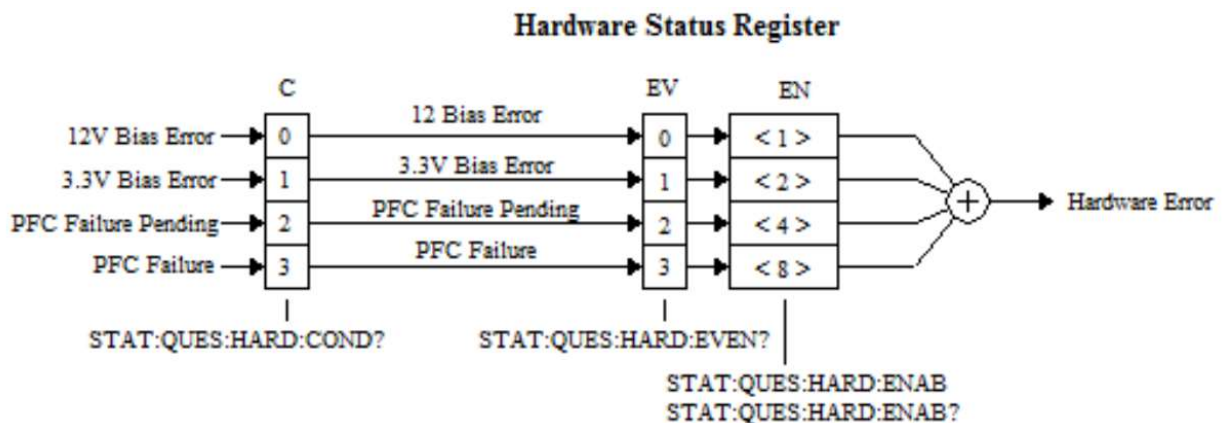 Hardware Status Register
C EV EN
12V Bias Error 0 12 Bias Error 0 < 1 >
3.3V Bias Error 1 3.3V Bias Error 1 < 2 >
PFC Failure Pending 2 PFC Failure Pending 2 < 4 >
PFC Failure 3 PFC Failure 3 < 8 >
+ Hardware Error
STAT:QUES:HARD:COND? STAT:QUES:HARD:EVEN?
STAT:QUES:HARD:ENAB
STAT:QUES:HARD:ENAB?